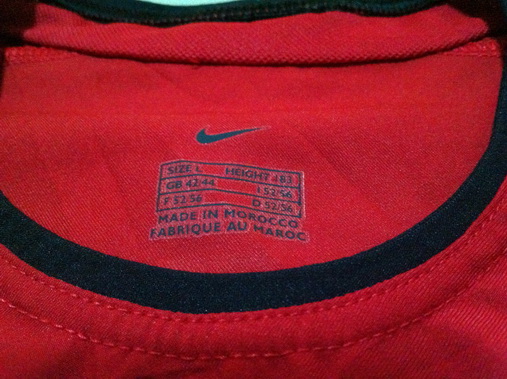 SIZE L HEIGHT 183
GB 42/44 I 52/56
F 52/56 D 52/56
MADE IN MOROCCO
FABRIQUE AU MAROC